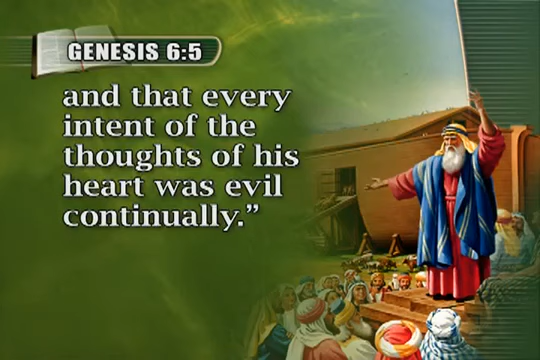 GENESIS 6:5
and that every
intent of the
thoughts of his
heart was evil
continually.”